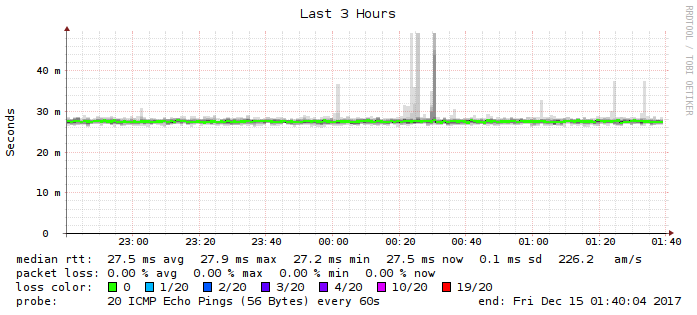 Last 3 Hours
RRDTOOL / TOBI OETIKER
Seconds
40 m
30 m
20 m
10 m
0
23:00 23:20 23:40 00:00 00:20 00:40 01:00 01:20 01:40
median rtt: 27.5 ms avg 27.9 ms max 27.2 ms min 27.5 ms now 0.1 ms sd 226.2 am/s
packet loss: 0.00 % avg 0.00 % max 0.00 % min 0.00 % now
loss color: 0 1/20 2/20 3/20 4/20 10/20 19/20
probe: 20 ICMP Echo Pings (56 Bytes) every 60s end: Fri Dec 15 01:40:04 2017